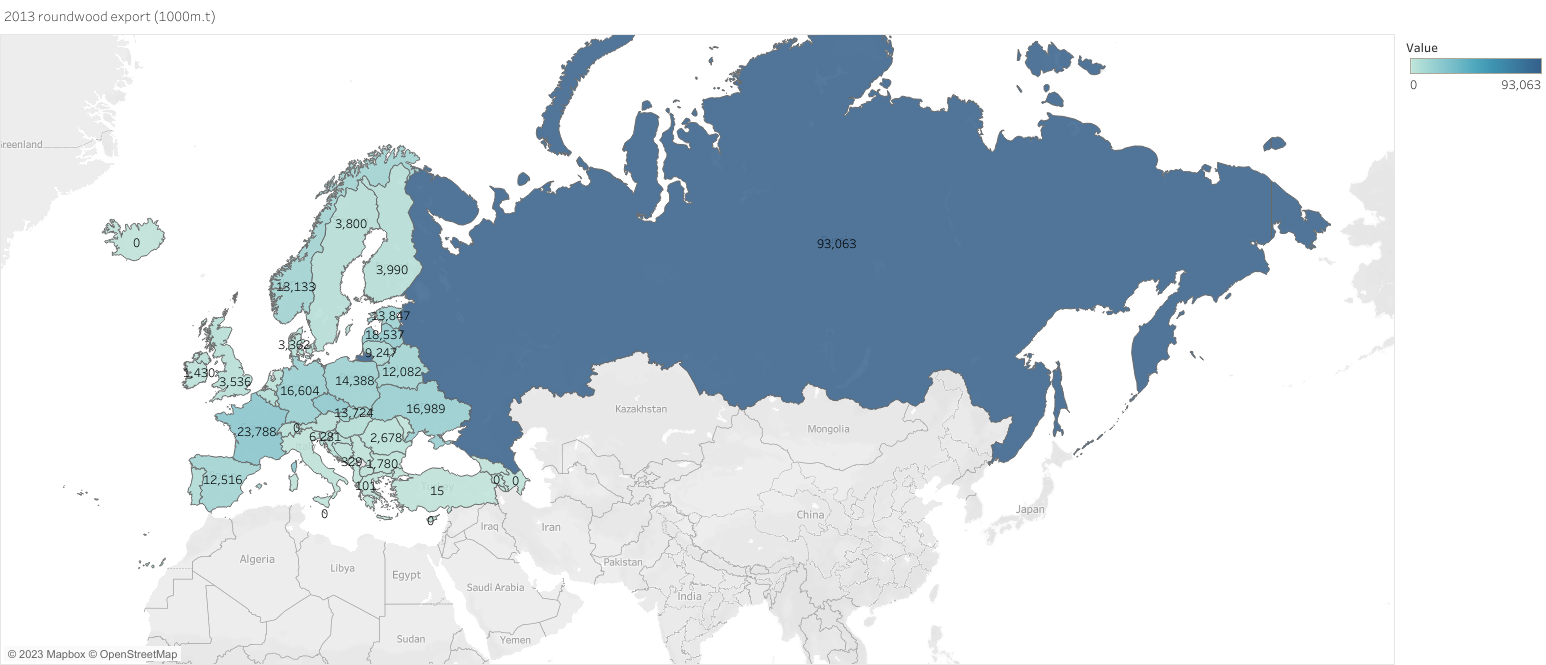 2013 roundwood export (1000m.t)
Value
0
93,063
reenland
0
3,800
93,063
3,990
13,133
13,847
18,537
3,362
9,247
1,430
3,536
12,082
14,388
16,604
16,989
13,724
23,788
0
6,281
2,678
329
1,780
12,516
101
15
0
0
0
0
Kazakhstan
Mongolia
China
Japan
Iraq
Iran
Pakistan
Algeria
Libya
Egypt
Saudi Arabia
India
Sudan
Yemen
© 2023 Mapbox © OpenStreetMap